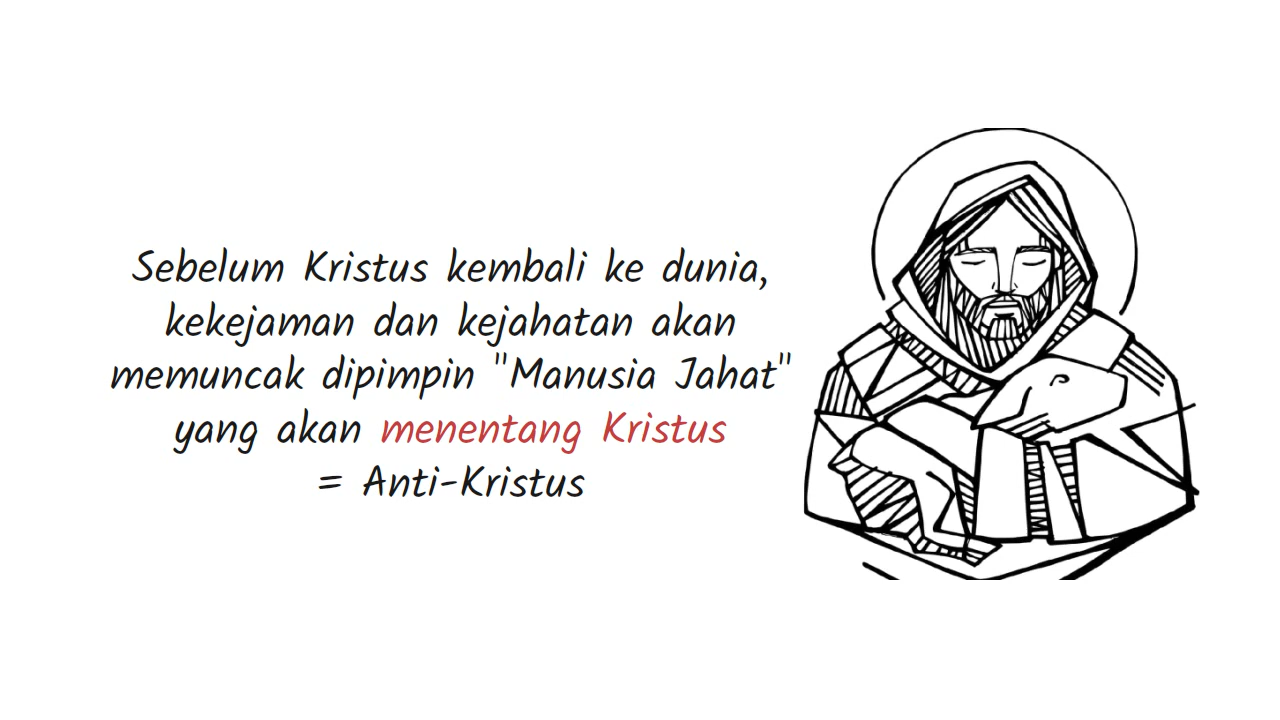 Sebelum Kristus kembali ke dunia,
kekejaman dan kejahatan akan
memuncak dipimpin "Manusia Jahat"
yang akan menentang Kristus
= Anti-Kristus